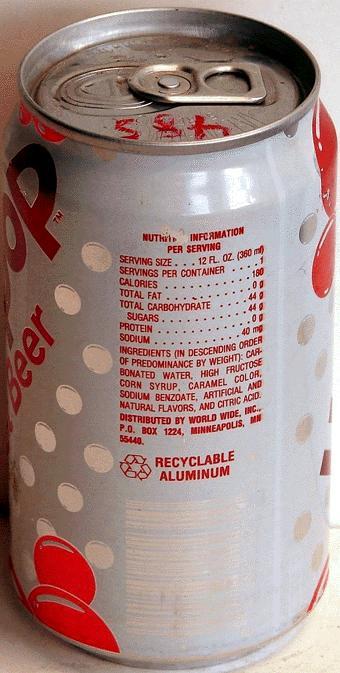 485
OP™
Beer
NUTRITION INFORMATION
PER SERVING
SERVING SIZE . . . . 12 FL. OZ. (360 ml)
SERVINGS PER CONTAINER . . . . 1
CALORIES . . . . . . . . . . . . 180
TOTAL FAT . . . . . . . . . . . 0 g
TOTAL CARBOHYDRATE . . . . . 44 g
SUGARS . . . . . . . . . . . . 44 g
PROTEIN . . . . . . . . . . . . 0 g
SODIUM . . . . . . . . . . . . 40 mg
INGREDIENTS (IN DESCENDING ORDER
OF PREDOMINANCE BY WEIGHT): CAR-
BONATED WATER, HIGH FRUCTOSE
CORN SYRUP, CARAMEL COLOR,
SODIUM BENZOATE, ARTIFICIAL AND
NATURAL FLAVORS, AND CITRIC ACID.
DISTRIBUTED BY WORLD WIDE, INC.,
P.O. BOX 1224, MINNEAPOLIS, MN
55440.
RECYCLABLE
ALUMINUM